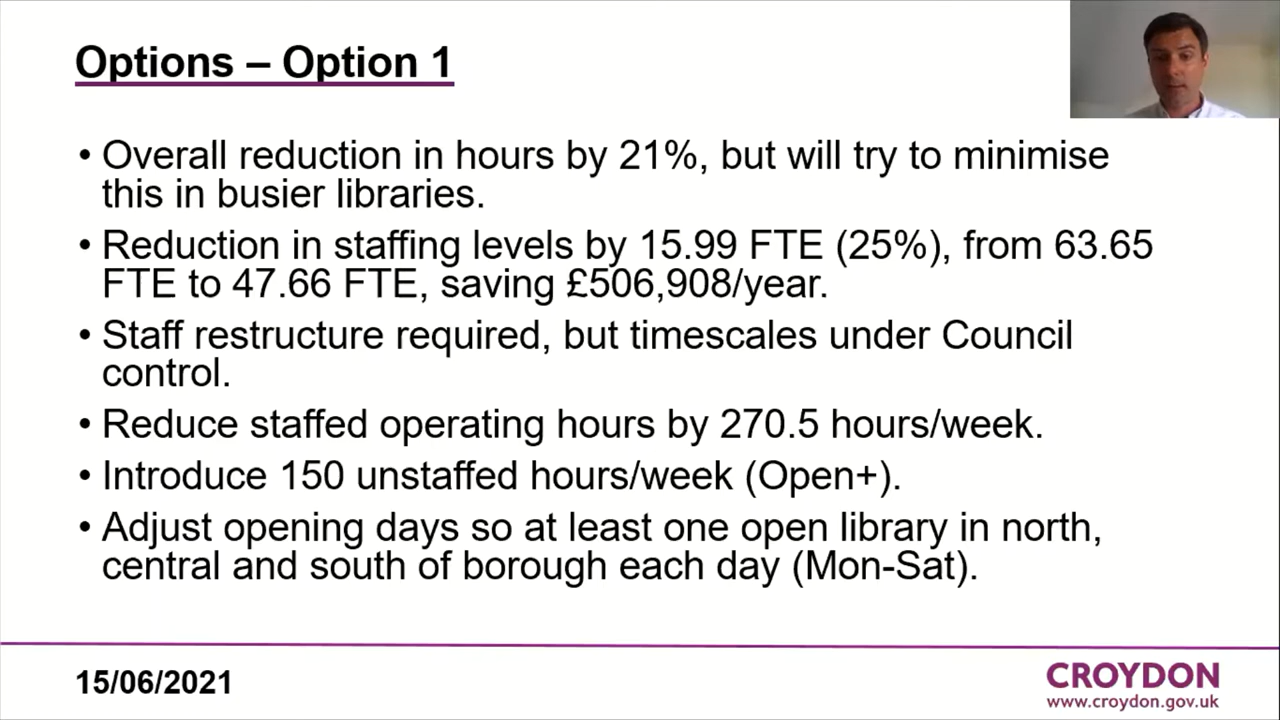 Options – Option 1
• Overall reduction in hours by 21%, but will try to minimise
this in busier libraries.
• Reduction in staffing levels by 15.99 FTE (25%), from 63.65
FTE to 47.66 FTE, saving £506,908/year.
• Staff restructure required, but timescales under Council
control.
• Reduce staffed operating hours by 270.5 hours/week.
• Introduce 150 unstaffed hours/week (Open+).
• Adjust opening days so at least one open library in north,
central and south of borough each day (Mon-Sat).
15/06/2021
CROYDON
www.croydon.gov.uk